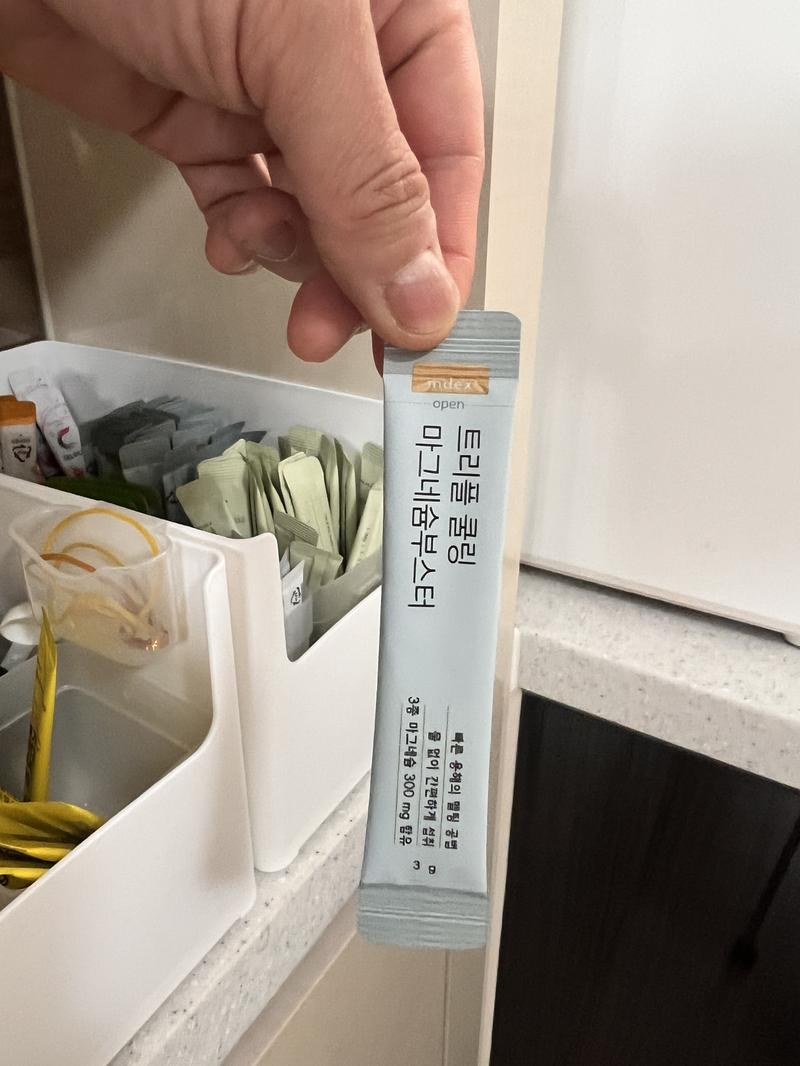 index
open
트리플 쿨링
마그네슘부스터
빠른 용해의 멜팅 공법
물 없이 간편하게 섭취
3종 마그네슘 300 mg 함유
3 g